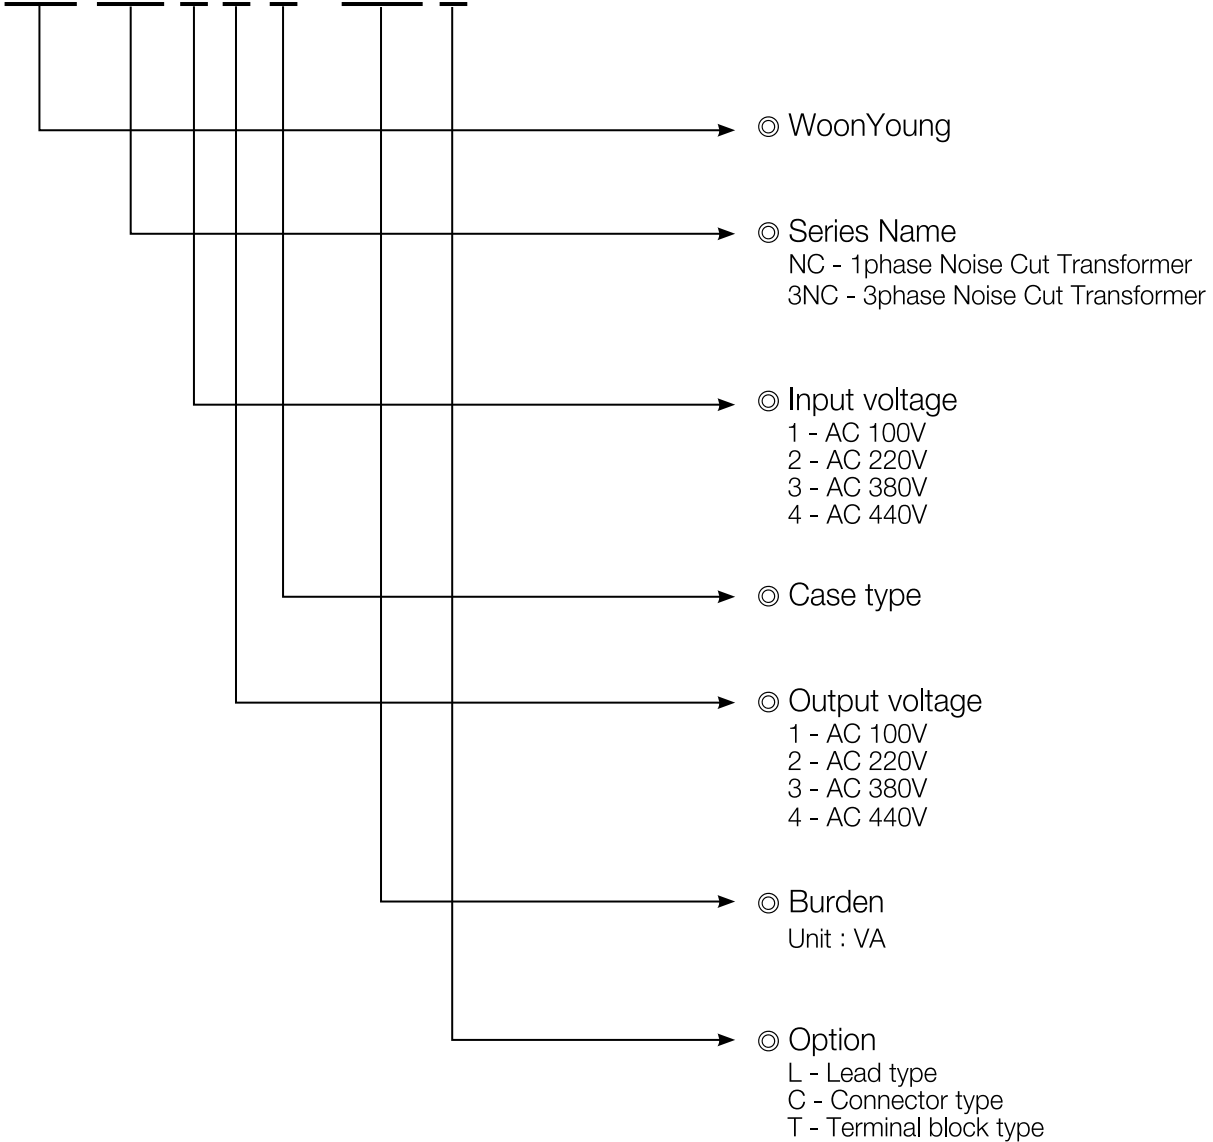 ◎ WoonYoung
◎ Series Name
NC - 1phase Noise Cut Transformer
3NC - 3phase Noise Cut Transformer
◎ Input voltage
1 - AC 100V
2 - AC 220V
3 - AC 380V
4 - AC 440V
◎ Case type
◎ Output voltage
1 - AC 100V
2 - AC 220V
3 - AC 380V
4 - AC 440V
◎ Burden
Unit : VA
◎ Option
L - Lead type
C - Connector type
T - Terminal block type